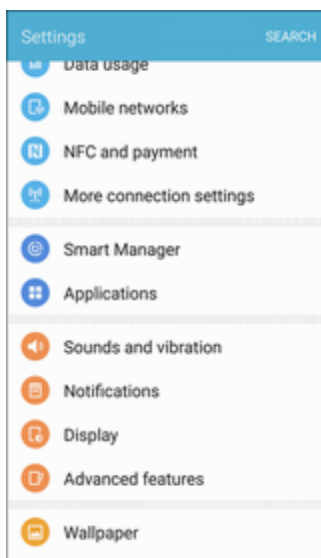 Settings SEARCH
Data usage
Mobile networks
NFC and payment
More connection settings
Smart Manager
Applications
Sounds and vibration
Notifications
Display
Advanced features
Wallpaper